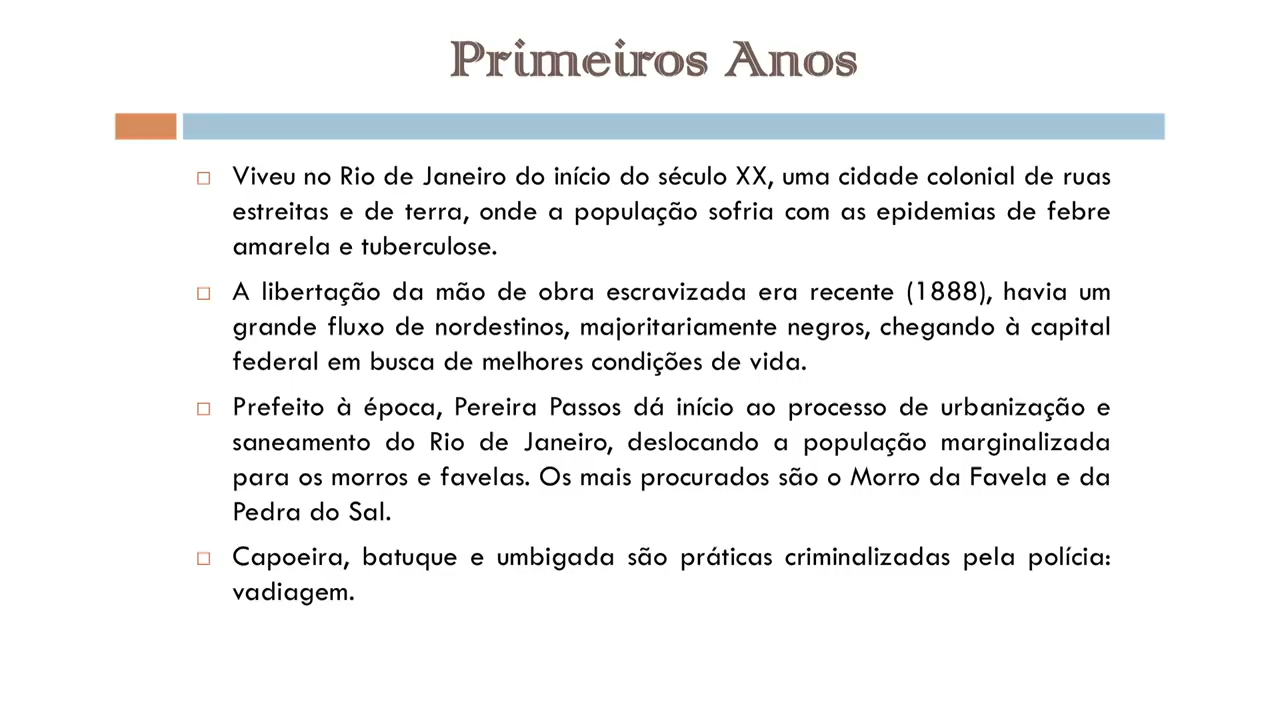 Primeiros Anos
Viveu no Rio de Janeiro do início do século XX, uma cidade colonial de ruas
estreitas e de terra, onde a população sofria com as epidemias de febre
amarela e tuberculose.
A libertação da mão de obra escravizada era recente (1888), havia um
grande fluxo de nordestinos, majoritariamente negros, chegando à capital
federal em busca de melhores condições de vida.
Prefeito à época, Pereira Passos dá início ao processo de urbanização e
saneamento do Rio de Janeiro, deslocando a população marginalizada
para os morros e favelas. Os mais procurados são o Morro da Favela e da
Pedra do Sal.
Capoeira, batuque e umbigada são práticas criminalizadas pela polícia:
vadiagem.